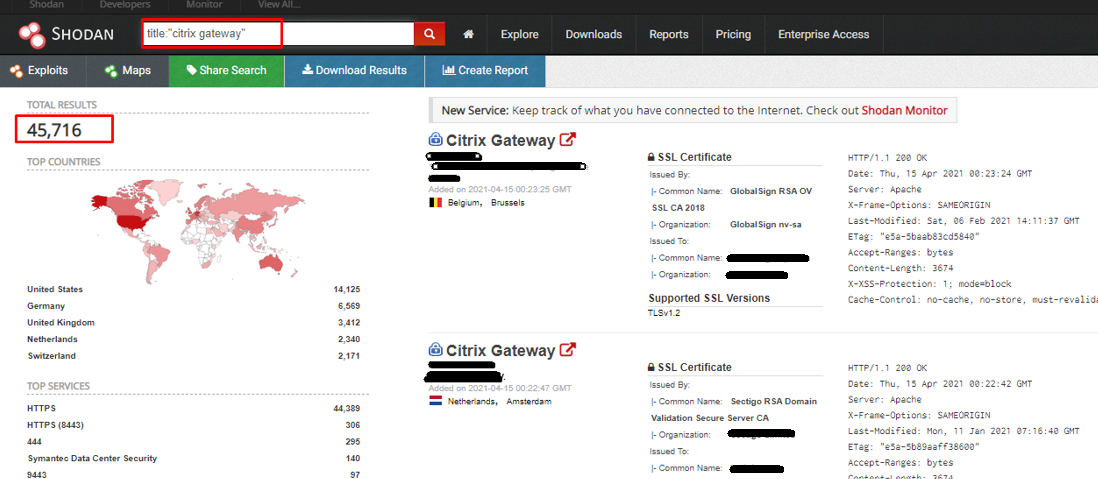 Shodan Developers Monitor View All...
SHODAN title:"citrix gateway" Explore Downloads Reports Pricing Enterprise Access
Exploits Maps Share Search Download Results Create Report
TOTAL RESULTS
45,716
TOP COUNTRIES
United States 14,125
Germany 6,569
United Kingdom 3,412
Netherlands 2,340
Switzerland 2,171
TOP SERVICES
HTTPS 44,389
HTTPS (8443) 306
444 295
Symantec Data Center Security 140
9443 97
New Service: Keep track of what you have connected to the Internet. Check out Shodan Monitor
Citrix Gateway
Added on 2021-04-15 00:23:25 GMT
Belgium, Brussels
SSL Certificate
Issued By:
|- Common Name: GlobalSign RSA OV
SSL CA 2018
|- Organization: GlobalSign nv-sa
Issued To:
|- Common Name:
|- Organization:
Supported SSL Versions
TLSv1.2
HTTP/1.1 200 OK
Date: Thu, 15 Apr 2021 00:23:24 GMT
Server: Apache
X-Frame-Options: SAMEORIGIN
Last-Modified: Sat, 06 Feb 2021 14:11:37 GMT
ETag: "e5a-5baab83cd5840"
Accept-Ranges: bytes
Content-Length: 3674
X-XSS-Protection: 1; mode=block
Cache-Control: no-cache, no-store, must-revalida
Citrix Gateway
Added on 2021-04-15 00:22:47 GMT
Netherlands, Amsterdam
SSL Certificate
Issued By:
|- Common Name: Sectigo RSA Domain
Validation Secure Server CA
|- Organization:
Issued To:
|- Common Name:
HTTP/1.1 200 OK
Date: Thu, 15 Apr 2021 00:22:42 GMT
Server: Apache
X-Frame-Options: SAMEORIGIN
Last-Modified: Mon, 11 Jan 2021 07:16:40 GMT
ETag: "e5a-5b89aaff38600"
Accept-Ranges: bytes
Content-Length: 3674